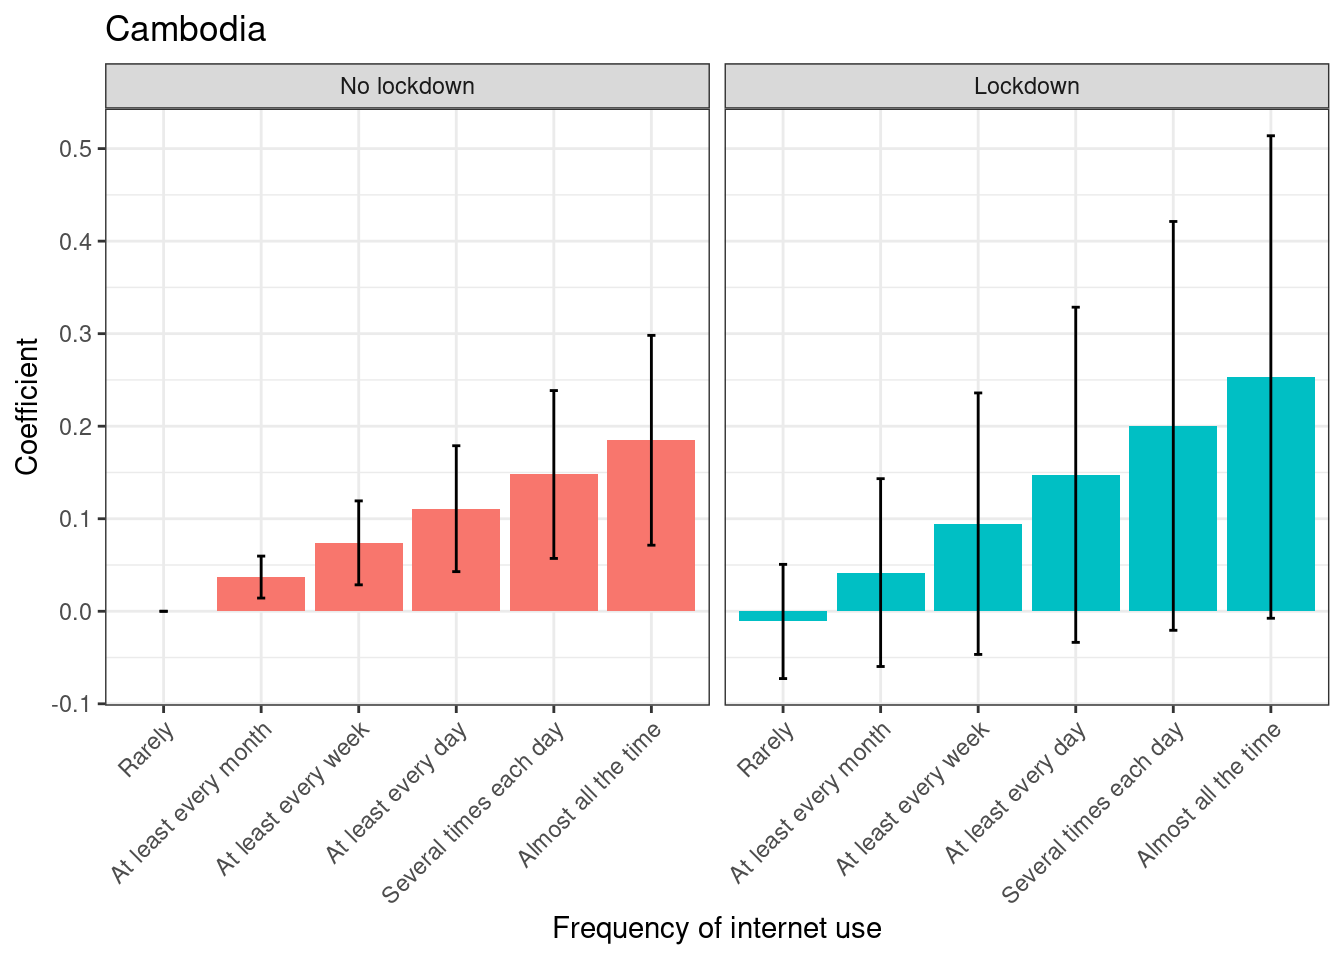 Cambodia
No lockdown
Lockdown
Coefficient
0.5
0.4
0.3
0.2
0.1
0.0
-0.1
Rarely
At least every month
At least every week
At least every day
Several times each day
Almost all the time
Rarely
At least every month
At least every week
At least every day
Several times each day
Almost all the time
Frequency of internet use